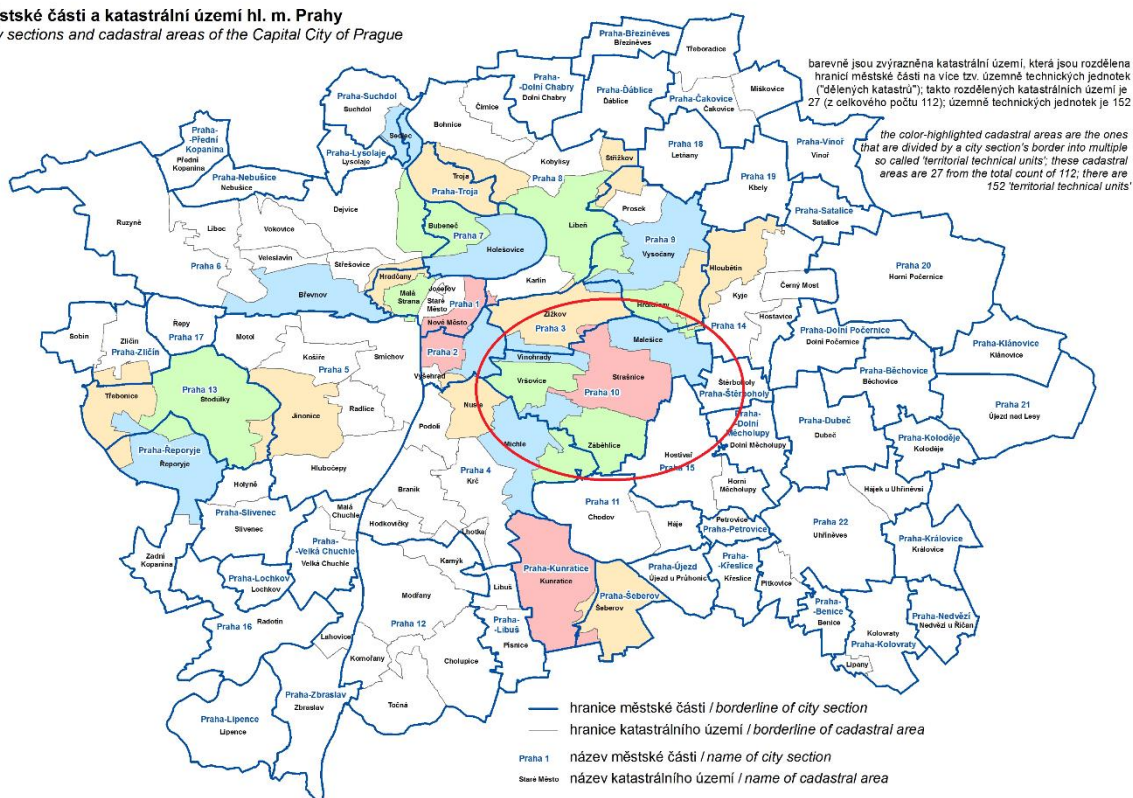 stské části a katastrální území hl. m. Prahy
y sections and cadastral areas of the Capital City of Prague
barevně jsou zvýrazněna katastrální území, která jsou rozdělena
hranicí městské části na více tzv. územně technických jednotek
("dělených katastrů"); takto rozdělených katastrálních území je
27 (z celkového počtu 112); územně technických jednotek je 152
the color-highlighted cadastral areas are the ones
that are divided by a city section's border into multiple
so called 'territorial technical units'; these cadastral
areas are 27 from the total count of 112; there are
152 'territorial technical units'
Praha-Březiněves
Březiněves
Třeboradice
Praha-
-Dolní Chabry
Dolní Chabry
Praha-Ďáblice
Ďáblice
Miškovice
Praha-Čakovice
Čakovice
Praha-Suchdol
Suchdol
Čimice
Bohnice
Sedlec
Praha-
-Přední
Kopanina
Přední
Kopanina
Praha-Lysolaje
Lysolaje
Praha-Nebušice
Nebušice
Kobylisy
Praha 8
Střížkov
Praha 18
Letňany
Praha-Vinoř
Vinoř
Praha 19
Kbely
Troja
Praha-Troja
Praha-Satalice
Satalice
Ruzyně
Liboc
Vokovice
Dejvice
Bubeneč
Praha 7
Holešovice
Libeň
Prosek
Praha 9
Vysočany
Veleslavín
Střešovice
Praha 6
Břevnov
Hradčany
Malá
Strana
Josefov
Staré
Město
Praha 1
Nové Město
Karlín
Hloubětín
Praha 20
Horní Počernice
Kyje
Černý Most
Hostavice
Hrdlořezy
Praha 14
Žižkov
Praha 3
Malešice
Praha-Dolní Počernice
Dolní Počernice
Praha-Klánovice
Klánovice
Sobín
Zličín
Praha-Zličín
Řepy
Praha 17
Motol
Košíře
Smíchov
Praha 5
Praha 2
Vyšehrad
Vinohrady
Vršovice
Strašnice
Praha 10
Štěrboholy
Praha-Štěrboholy
Praha-Běchovice
Běchovice
Praha 21
Újezd nad Lesy
Praha 13
Stodůlky
Třebonice
Jinonice
Radlice
Nusle
Podolí
Michle
Záběhlice
Praha-
-Dolní
Měcholupy
Dolní Měcholupy
Praha-Dubeč
Dubeč
Praha-Koloděje
Koloděje
Praha-Řeporyje
Řeporyje
Hlubočepy
Hostivař
Praha 15
Praha 4
Krč
Holyně
Braník
Praha 11
Chodov
Horní
Měcholupy
Hájek u Uhříněvsi
Praha-Slivenec
Slivenec
Malá
Chuchle
Hodkovičky
Lhotka
Háje
Petrovice
Praha-Petrovice
Praha 22
Uhříněves
Praha-Královice
Královice
Zadní
Kopanina
Praha-
-Velká Chuchle
Velká Chuchle
Kamýk
Libuš
Praha-Kunratice
Kunratice
Praha-Újezd
Újezd u Průhonic
Praha-
-Křeslice
Křeslice
Pitkovice
Praha-Lochkov
Lochkov
Modřany
Praha-Šeberov
Šeberov
Praha-
-Benice
Benice
Praha-Nedvězí
Nedvězí u Říčan
Praha 16
Radotín
Lahovice
Praha 12
Komořany
Cholupice
Praha-
-Libuš
Písnice
Kolovraty
Praha-Kolovraty
Lipany
Praha-Zbraslav
Zbraslav
Točná
Praha-Lipence
Lipence
hranice městské části / borderline of city section
hranice katastrálního území / borderline of cadastral area
Praha 1 název městské části / name of city section
Staré Město název katastrálního území / name of cadastral area